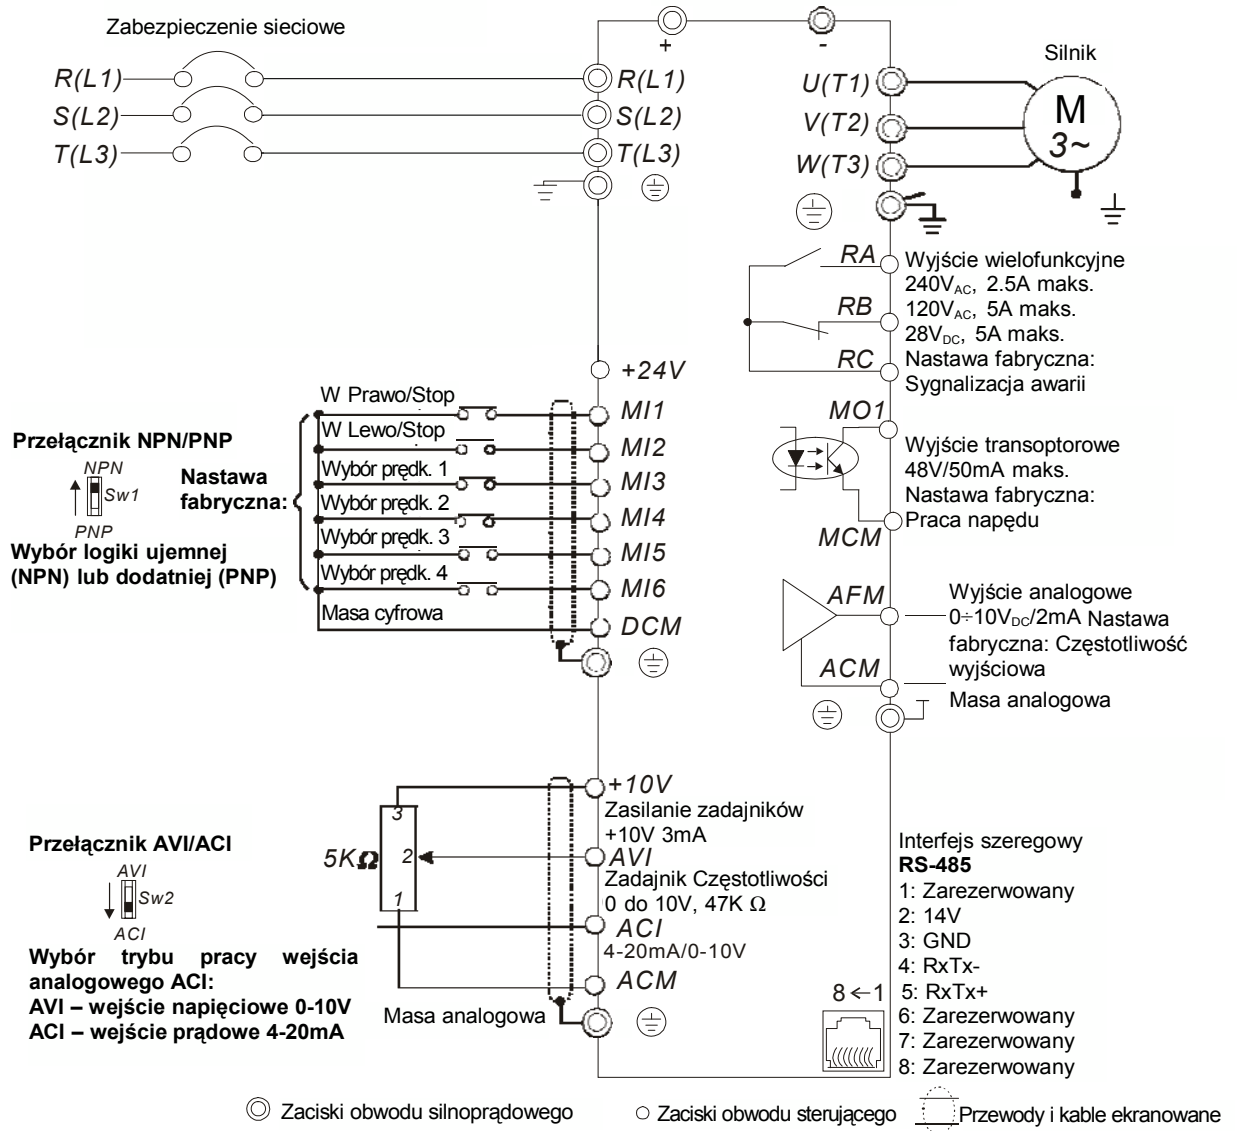 Zabezpieczenie sieciowe
+
-
Silnik
R(L1)
R(L1)
U(T1)
S(L2)
S(L2)
V(T2)
M
3~
T(L3)
T(L3)
W(T3)
RA
Wyjście wielofunkcyjne
240VAC, 2.5A maks.
RB
120VAC, 5A maks.
28VDC, 5A maks.
RC
Nastawa fabryczna:
Sygnalizacja awarii
+24V
W Prawo/Stop
MI1
W Lewo/Stop
MI2
Wybór prędk. 1
MI3
Wybór prędk. 2
MI4
Wybór prędk. 3
MI5
Wybór prędk. 4
MI6
Masa cyfrowa
DCM
Przełącznik NPN/PNP
NPN
Sw1
PNP
Nastawa
fabryczna:
Wybór logiki ujemnej
(NPN) lub dodatniej (PNP)
MO1
Wyjście transoptorowe
48V/50mA maks.
Nastawa fabryczna:
Praca napędu
MCM
AFM
Wyjście analogowe
0÷10VDC/2mA Nastawa
fabryczna: Częstotliwość
wyjściowa
ACM
Masa analogowa
+10V
Zasilanie zadajników
+10V 3mA
3
5KΩ
2
1
AVI
Zadajnik Częstotliwości
0 do 10V, 47K Ω
ACI
4-20mA/0-10V
ACM
Masa analogowa
Przełącznik AVI/ACI
AVI
Sw2
ACI
Wybór trybu pracy wejścia
analogowego ACI:
AVI – wejście napięciowe 0-10V
ACI – wejście prądowe 4-20mA
Interfejs szeregowy
RS-485
1: Zarezerwowany
2: 14V
3: GND
4: RxTx-
5: RxTx+
6: Zarezerwowany
7: Zarezerwowany
8: Zarezerwowany
8←1
Zaciski obwodu silnoprądowego
Zaciski obwodu sterującego
Przewody i kable ekranowane